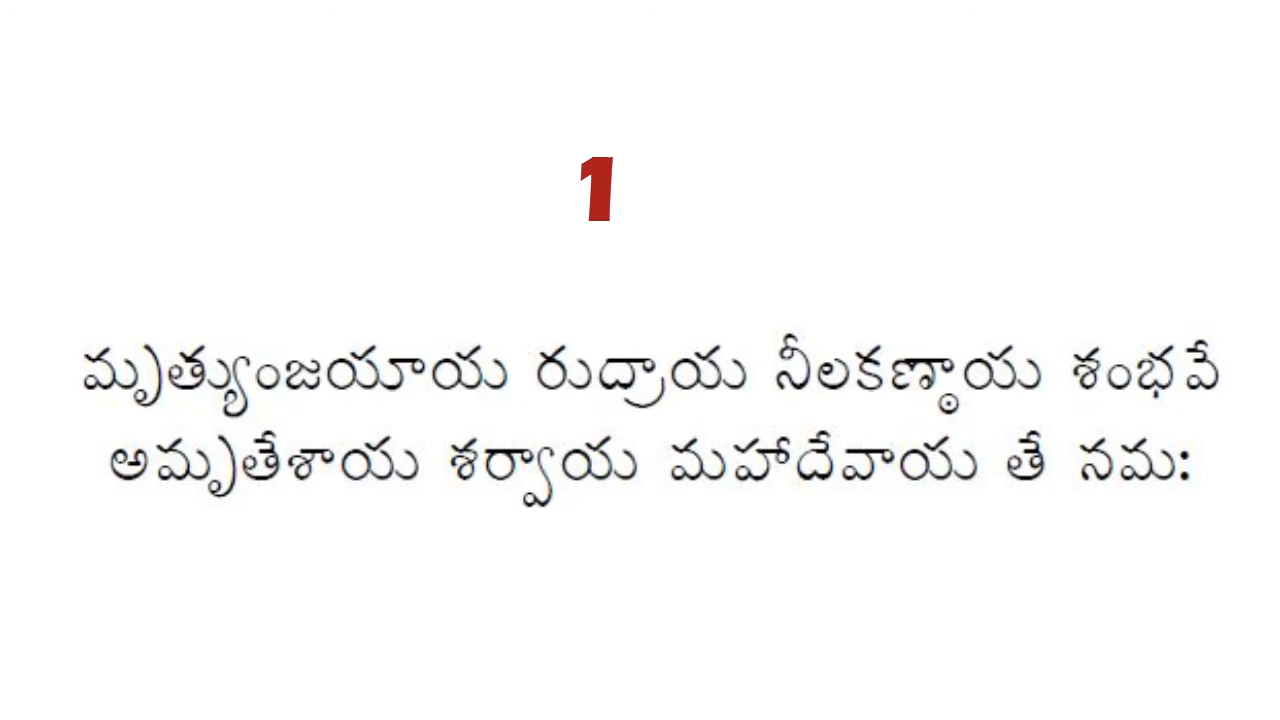 1
మృత్యుంజయాయ రుద్రాయ నీలకణ్ఠాయ శంభవే
అమృతేశాయ శర్వాయ మహాదేవాయ తే నమ: